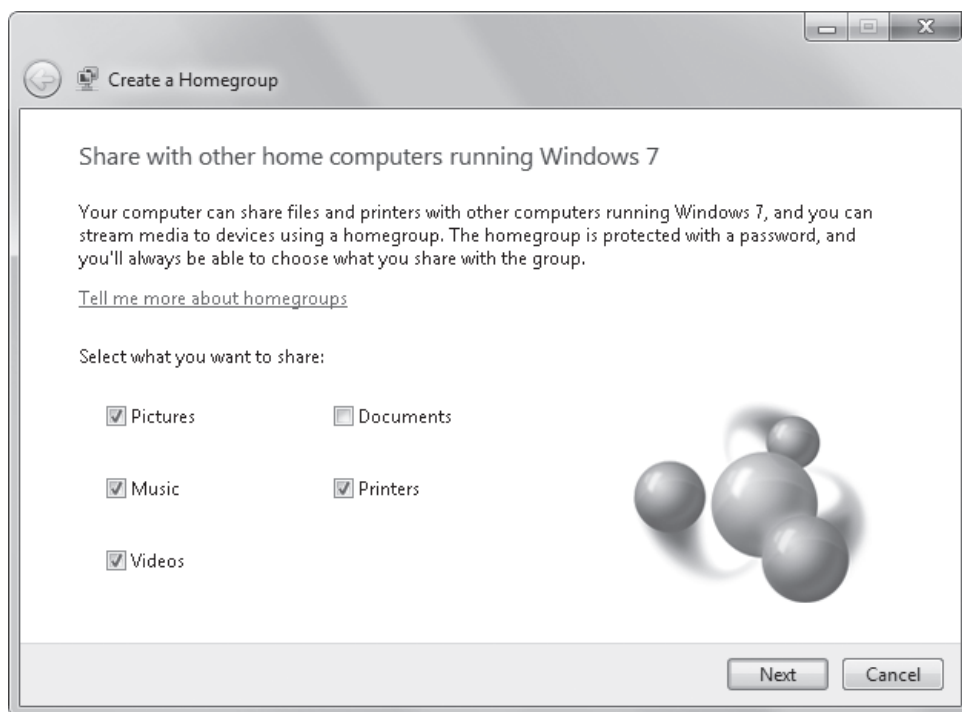 Create a Homegroup
Share with other home computers running Windows 7
Your computer can share files and printers with other computers running Windows 7, and you can
stream media to devices using a homegroup. The homegroup is protected with a password, and
you'll always be able to choose what you share with the group.
Tell me more about homegroups
Select what you want to share:
Pictures
Documents
Music
Printers
Videos
Next
Cancel